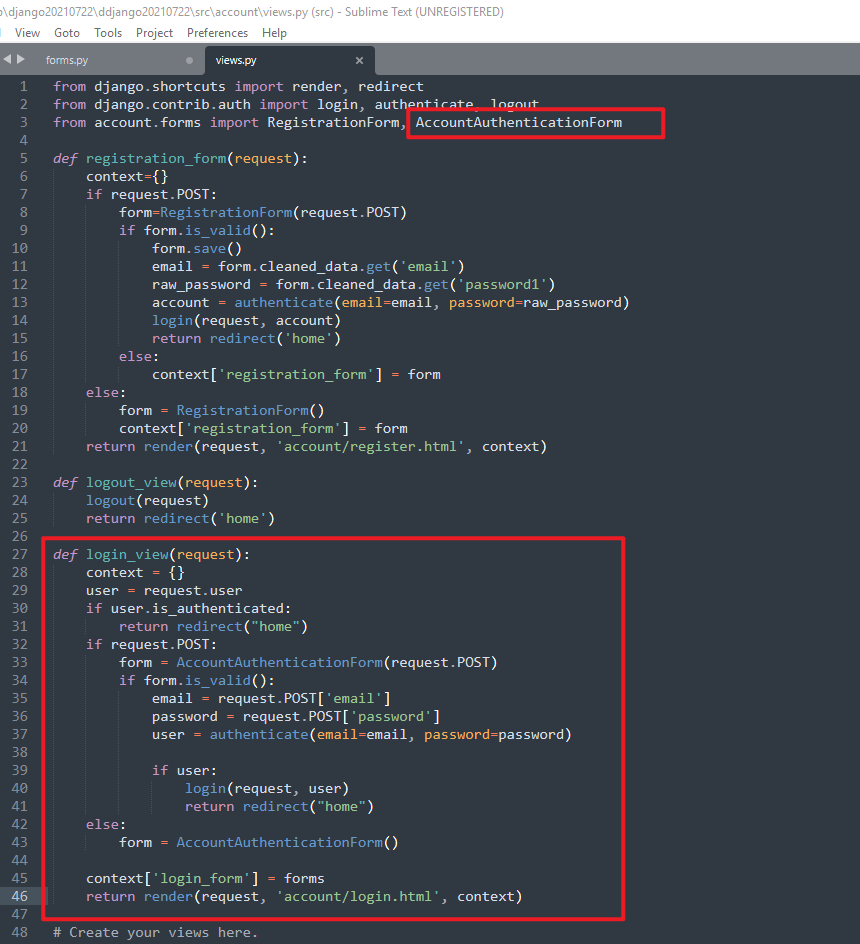 \django20210722\ddjango20210722\src\account\views.py (src) - Sublime Text (UNREGISTERED)
View Goto Tools Project Preferences Help
forms.py views.py
1 from django.shortcuts import render, redirect
2 from django.contrib.auth import login, authenticate, logout
3 from account.forms import RegistrationForm, AccountAuthenticationForm
4
5 def registration_form(request):
6     context={}
7     if request.POST:
8         form=RegistrationForm(request.POST)
9         if form.is_valid():
10             form.save()
11             email = form.cleaned_data.get('email')
12             raw_password = form.cleaned_data.get('password1')
13             account = authenticate(email=email, password=raw_password)
14             login(request, account)
15             return redirect('home')
16         else:
17             context['registration_form'] = form
18     else:
19         form = RegistrationForm()
20         context['registration_form'] = form
21     return render(request, 'account/register.html', context)
22
23 def logout_view(request):
24     logout(request)
25     return redirect('home')
26
27 def login_view(request):
28     context = {}
29     user = request.user
30     if user.is_authenticated:
31         return redirect("home")
32     if request.POST:
33         form = AccountAuthenticationForm(request.POST)
34         if form.is_valid():
35             email = request.POST['email']
36             password = request.POST['password']
37             user = authenticate(email=email, password=password)
38
39             if user:
40                 login(request, user)
41                 return redirect("home")
42     else:
43         form = AccountAuthenticationForm()
44
45     context['login_form'] = forms
46     return render(request, 'account/login.html', context)
47
48 # Create your views here.